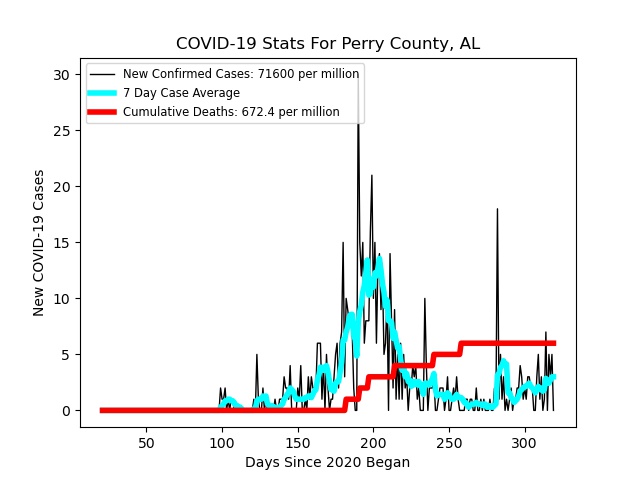 COVID-19 Stats For Perry County, AL
New Confirmed Cases: 71600 per million
7 Day Case Average
Cumulative Deaths: 672.4 per million
30
25
20
15
10
5
0
New COVID-19 Cases
50 100 150 200 250 300
Days Since 2020 Began